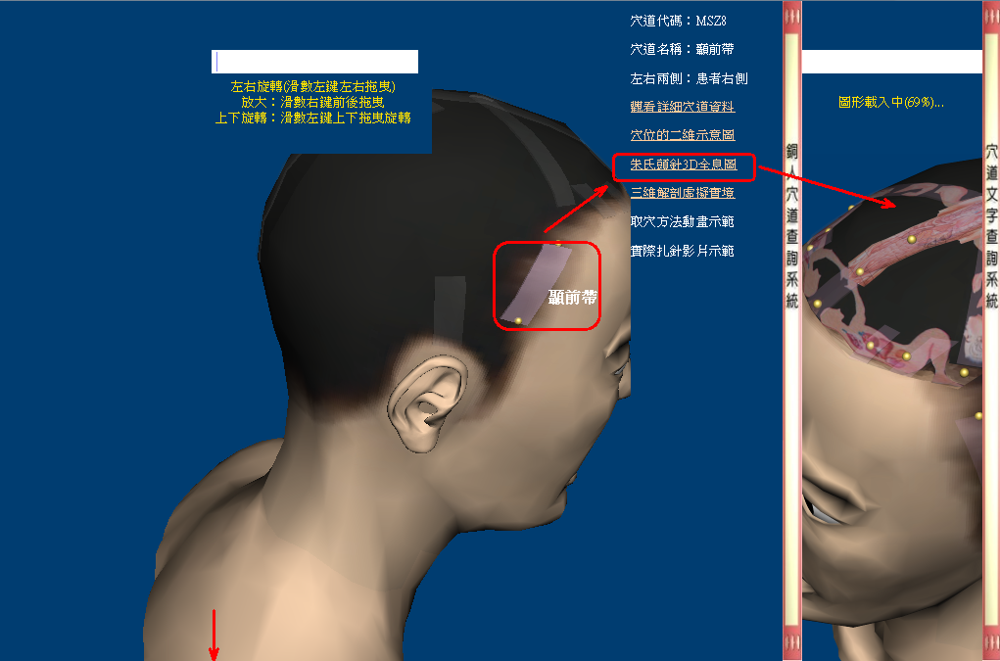 左右旋轉(滑數左鍵左右拖曳)
放大：滑數右鍵前後拖曳
上下旋轉：滑數左鍵上下拖曳旋轉
穴道代碼：MSZ8
穴道名稱：顳前帶
左右兩側：患者右側
觀看詳細穴道資料
穴位的二維示意圖
朱氏頭針3D全息圖
三維解剖虛擬實境
取穴方法動畫示範
實際扎針影片示範
顳前帶
銅人穴道查詢系統
圖形載入中(69%)...
穴道文字查詢系統